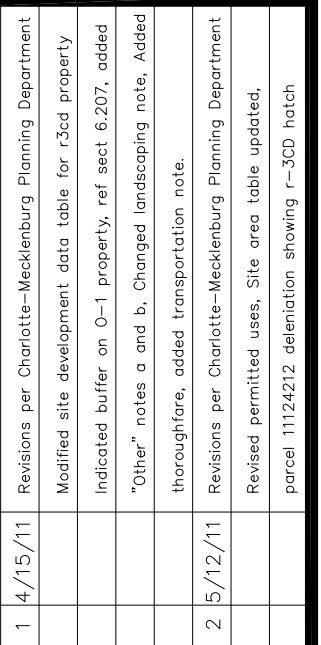 1 4/15/11 Revisions per Charlotte-Mecklenburg Planning Department
Modified site development data table for r3cd property
Indicated buffer on O-1 property, ref sect 6.207, added
"Other" notes a and b, Changed landscaping note, Added
thoroughfare, added transportation note.
2 5/12/11 Revisions per Charlotte-Mecklenburg Planning Department
Revised permitted uses, Site area table updated,
parcel 11124212 deleniation showing r-3CD hatch